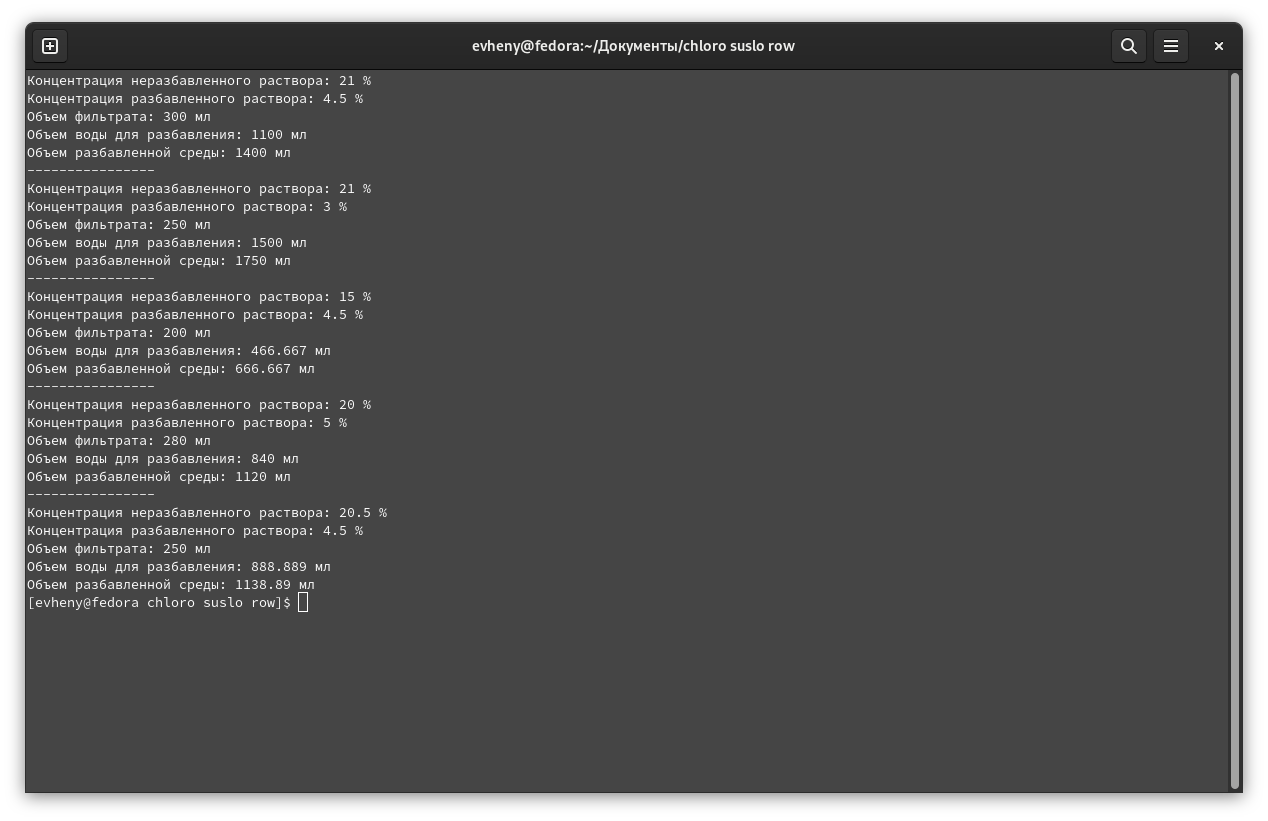 evheny@fedora:~/Документы/chloro suslo row
Концентрация неразбавленного раствора: 21 %
Концентрация разбавленного раствора: 4.5 %
Объем фильтрата: 300 мл
Объем воды для разбавления: 1100 мл
Объем разбавленной среды: 1400 мл
----------------
Концентрация неразбавленного раствора: 21 %
Концентрация разбавленного раствора: 3 %
Объем фильтрата: 250 мл
Объем воды для разбавления: 1500 мл
Объем разбавленной среды: 1750 мл
----------------
Концентрация неразбавленного раствора: 15 %
Концентрация разбавленного раствора: 4.5 %
Объем фильтрата: 200 мл
Объем воды для разбавления: 466.667 мл
Объем разбавленной среды: 666.667 мл
----------------
Концентрация неразбавленного раствора: 20 %
Концентрация разбавленного раствора: 5 %
Объем фильтрата: 280 мл
Объем воды для разбавления: 840 мл
Объем разбавленной среды: 1120 мл
----------------
Концентрация неразбавленного раствора: 20.5 %
Концентрация разбавленного раствора: 4.5 %
Объем фильтрата: 250 мл
Объем воды для разбавления: 888.889 мл
Объем разбавленной среды: 1138.89 мл
[evheny@fedora chloro suslo row]$